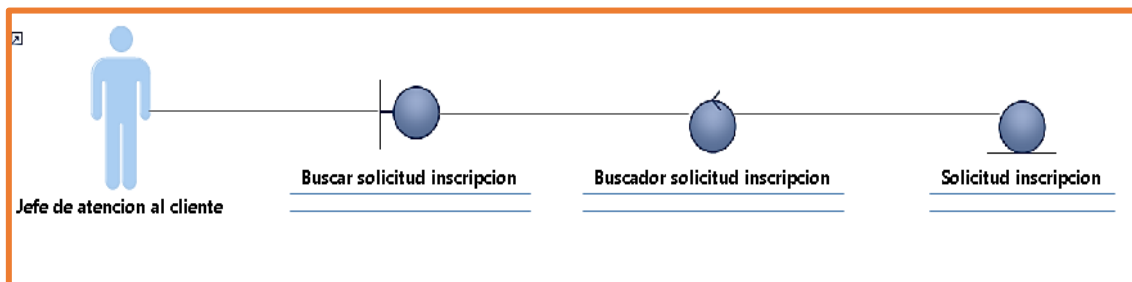 Buscar solicitud inscripcion
Buscador solicitud inscripcion
Solicitud inscripcion
Jefe de atencion al cliente